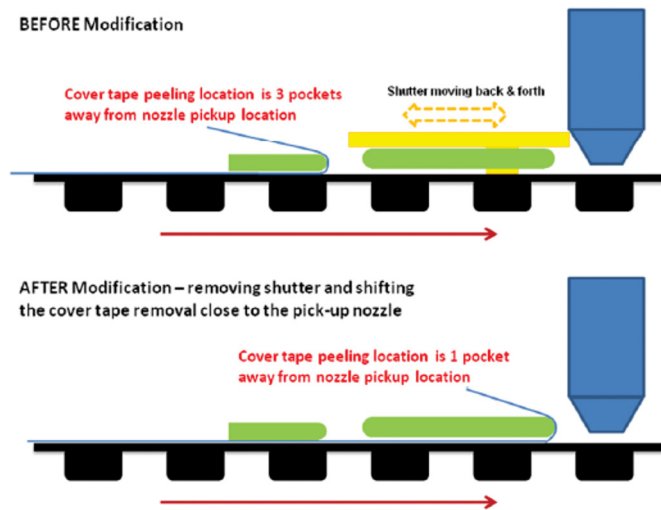 BEFORE Modification
Cover tape peeling location is 3 pockets
away from nozzle pickup location
Shutter moving back & forth
AFTER Modification – removing shutter and shifting
the cover tape removal close to the pick-up nozzle
Cover tape peeling location is 1 pocket
away from nozzle pickup location